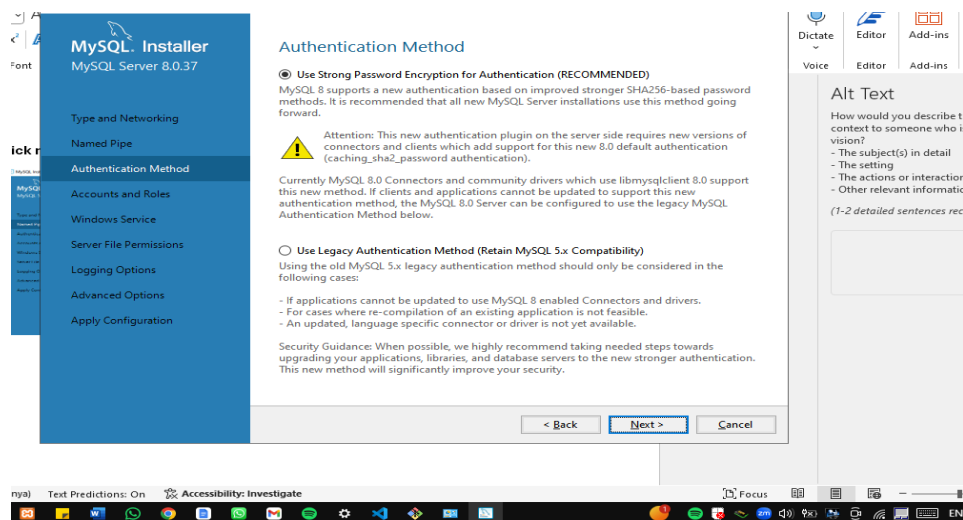 Dictate
Editor
Add-ins
Font
Voice
Editor
Add-ins
MySQL. Installer
MySQL Server 8.0.37
Type and Networking
Named Pipe
Authentication Method
Accounts and Roles
Windows Service
Server File Permissions
Logging Options
Advanced Options
Apply Configuration
Authentication Method
Use Strong Password Encryption for Authentication (RECOMMENDED)
MySQL 8 supports a new authentication based on improved stronger SHA256-based password
methods. It is recommended that all new MySQL Server installations use this method going
forward.
Attention: This new authentication plugin on the server side requires new versions of
connectors and clients which add support for this new 8.0 default authentication
(caching_sha2_password authentication).
Currently MySQL 8.0 Connectors and community drivers which use libmysqlclient 8.0 support
this new method. If clients and applications cannot be updated to support this new
authentication method, the MySQL 8.0 Server can be configured to use the legacy MySQL
Authentication Method below.
Use Legacy Authentication Method (Retain MySQL 5.x Compatibility)
Using the old MySQL 5.x legacy authentication method should only be considered in the
following cases:
- If applications cannot be updated to use MySQL 8 enabled Connectors and drivers.
- For cases where re-compilation of an existing application is not feasible.
- An updated, language specific connector or driver is not yet available.
Security Guidance: When possible, we highly recommend taking needed steps towards
upgrading your applications, libraries, and database servers to the new stronger authentication.
This new method will significantly improve your security.
< Back
Next >
Cancel
Alt Text
How would you describe t
context to someone who i
vision?
- The subject(s) in detail
- The setting
- The actions or interaction
- Other relevant informatio
(1-2 detailed sentences rec
ick
nya)
Text Predictions: On
Accessibility: Investigate
Focus
zm
EN